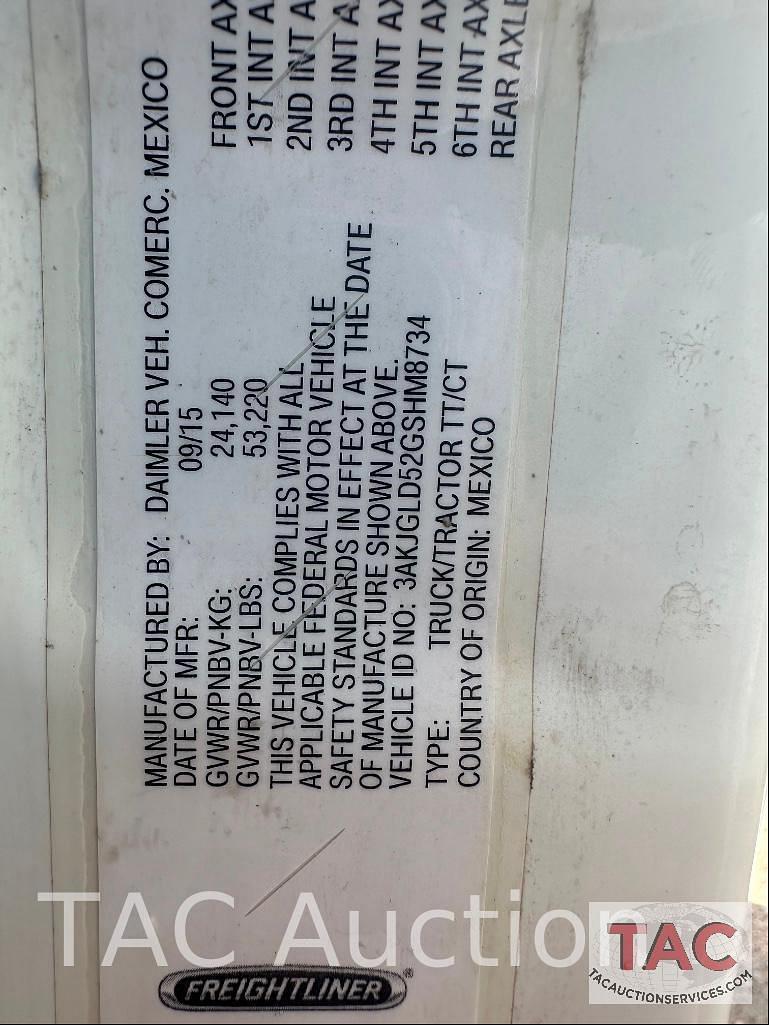 MANUFACTURED BY: DAIMLER VEH. COMERC. MEXICO
DATE OF MFR: 09/15
GVWR/PNBV-KG: 24,140
GVWR/PNBV-LBS: 53,220
THIS VEHICLE COMPLIES WITH ALL
APPLICABLE FEDERAL MOTOR VEHICLE
SAFETY STANDARDS IN EFFECT AT THE DATE
OF MANUFACTURE SHOWN ABOVE.
VEHICLE ID NO: 3AKJGLD52GSHM8734
TYPE: TRUCK/TRACTOR TT/CT
COUNTRY OF ORIGIN: MEXICO
FRONT AX
1ST INT A
2ND INT A
3RD INT A
4TH INT AX
5TH INT AX
6TH INT AX
REAR AXLE
FREIGHTLINER
TAC Auction
TAC
TACAUCTIONSERVICES.COM